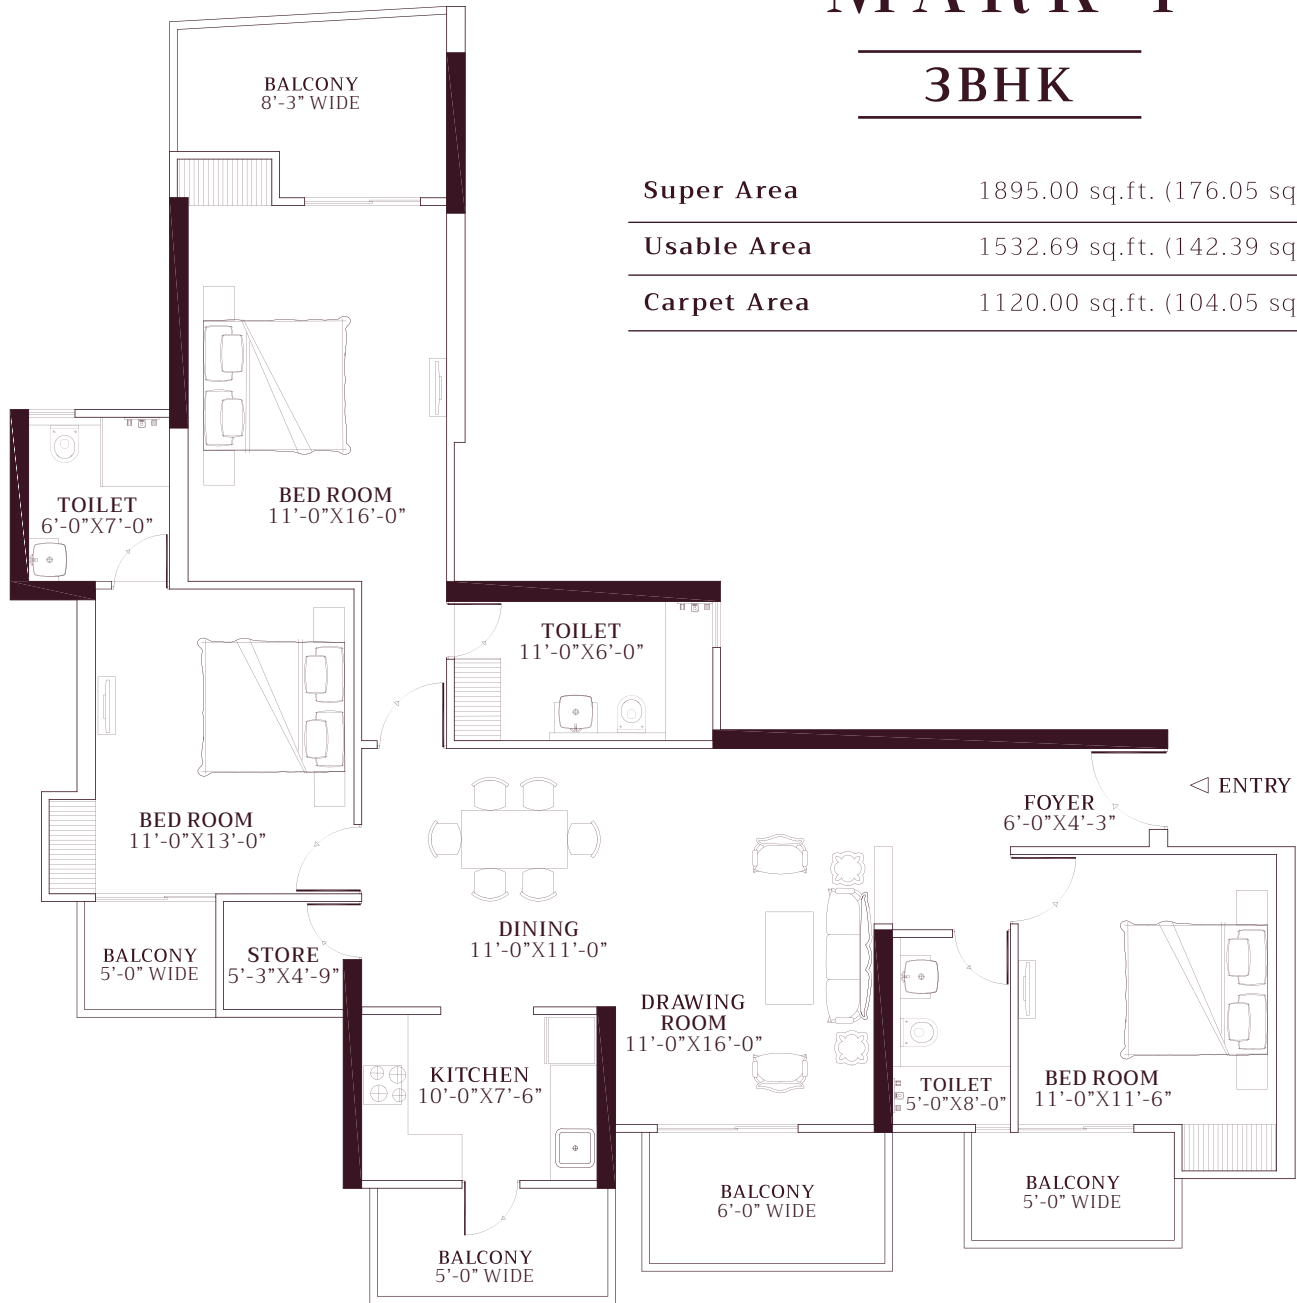 3BHK
Super Area 1895.00 sq.ft. (176.05 sq
Usable Area 1532.69 sq.ft. (142.39 sq
Carpet Area 1120.00 sq.ft. (104.05 sq
BALCONY
8’-3” WIDE
BED ROOM
11’-0”X16’-0”
TOILET
6’-0”X7’-0”
TOILET
11’-0”X6’-0”
ENTRY
FOYER
6’-0”X4’-3”
BED ROOM
11’-0”X13’-0”
DINING
11’-0”X11’-0”
BALCONY
5’-0” WIDE
STORE
5’-3”X4’-9”
DRAWING
ROOM
11’-0”X16’-0”
KITCHEN
10’-0”X7’-6”
TOILET
5’-0”X8’-0”
BED ROOM
11’-0”X11’-6”
BALCONY
6’-0” WIDE
BALCONY
5’-0” WIDE
BALCONY
5’-0” WIDE